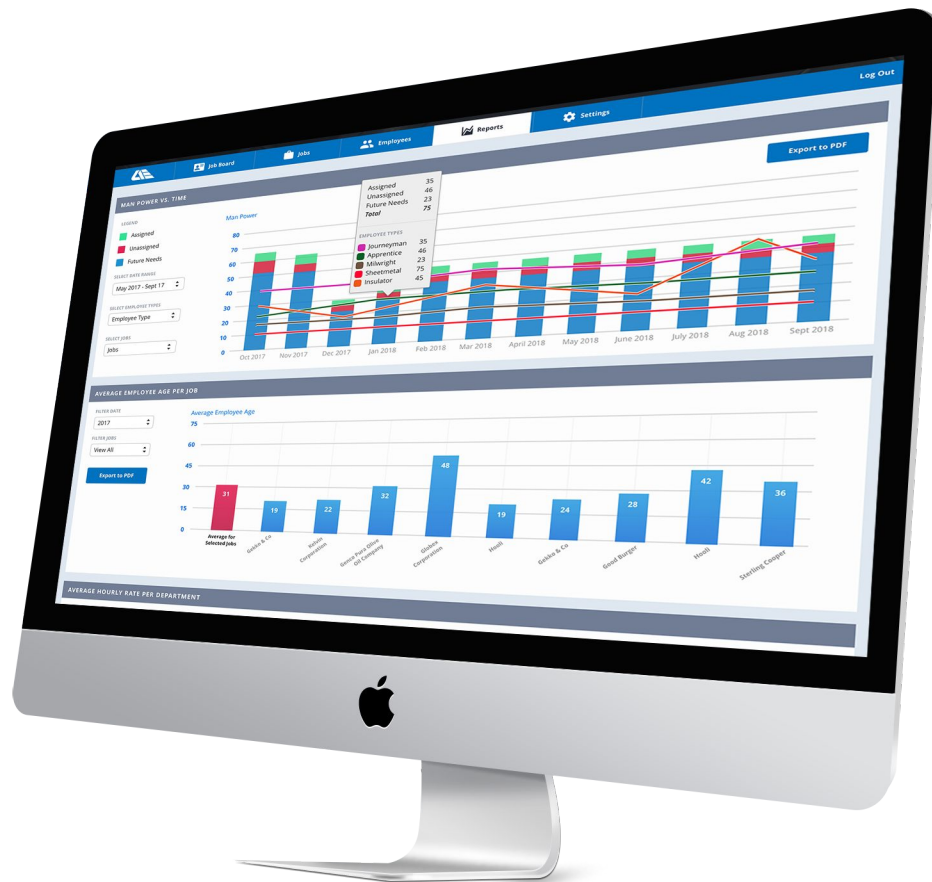 Log Out
Job Board
Jobs
Employees
Reports
Settings
MAN POWER VS. TIME
Export to PDF
LEGEND
Assigned
Unassigned
Future Needs
SELECT DATE RANGE
May 2017 - Sept 17
SELECT EMPLOYEE TYPES
Employee Type
SELECT JOBS
Jobs
Man Power
80
70
60
50
40
30
20
10
0
Assigned 35
Unassigned 46
Future Needs 23
Total 75
EMPLOYEE TYPES
Journeyman 35
Apprentice 46
Milwright 23
Sheetmetal 75
Insulator 45
Oct 2017
Nov 2017
Dec 2017
Jan 2018
Feb 2018
Mar 2018
April 2018
May 2018
June 2018
July 2018
Aug 2018
Sept 2018
AVERAGE EMPLOYEE AGE PER JOB
FILTER DATE
2017
FILTER JOBS
View All
Export to PDF
Average Employee Age
75
60
45
30
15
0
31
19
22
32
48
19
24
28
42
36
Average for
Selected Jobs
Gekko & Co
Kelvin
Corporation
Genco Pura Olive
Oil Company
Globex
Corporation
Hooli
Gekko & Co
Good Burger
Hooli
Sterling Cooper
AVERAGE HOURLY RATE PER DEPARTMENT